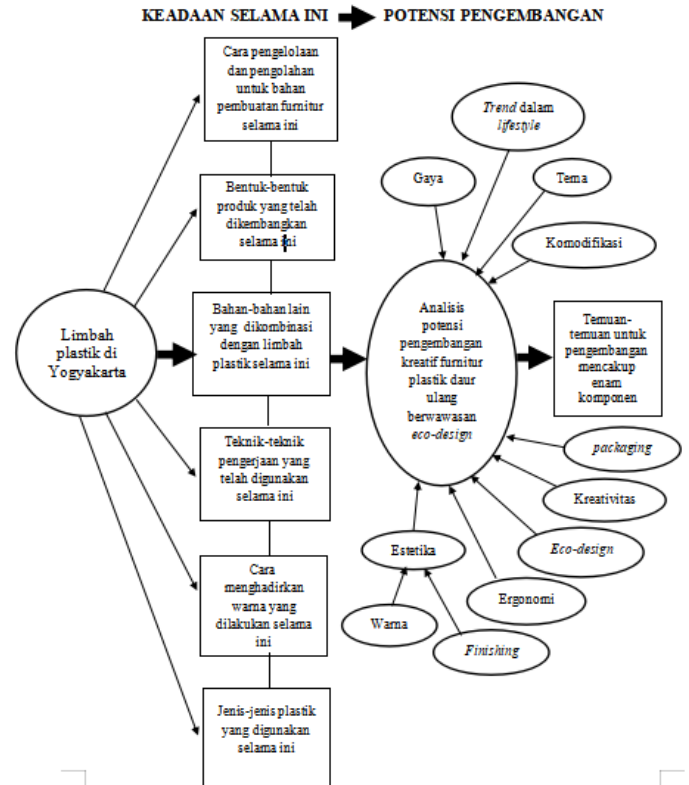 KEADAAN SELAMA INI
POTENSI PENGEMBANGAN
Cara pengelolaan
dan pengolahan
untuk bahan
pembuatan furnitur
selama ini
Bentuk-bentuk
produk yang telah
dikembangkan
selama ini
Limbah
plastik di
Yogyakarta
Bahan-bahan lain
yang dikombinasi
dengan limbah
plastik selama ini
Teknik-teknik
pengerjaan yang
telah digunakan
selama ini
Cara
menghadirkan
warna yang
dilakukan selama
ini
Jenis-jenis plastik
yang digunakan
selama ini
Trend dalam
lifestyle
Gaya
Tema
Komodifikasi
Analisis
potensi
pengembangan
kreatif furnitur
plastik daur
ulang
berwawasan
eco-design
Temuan-
temuan untuk
pengembangan
mencakup
enam
komponen
packaging
Kreativitas
Eco-design
Ergonomi
Estetika
Warna
Finishing